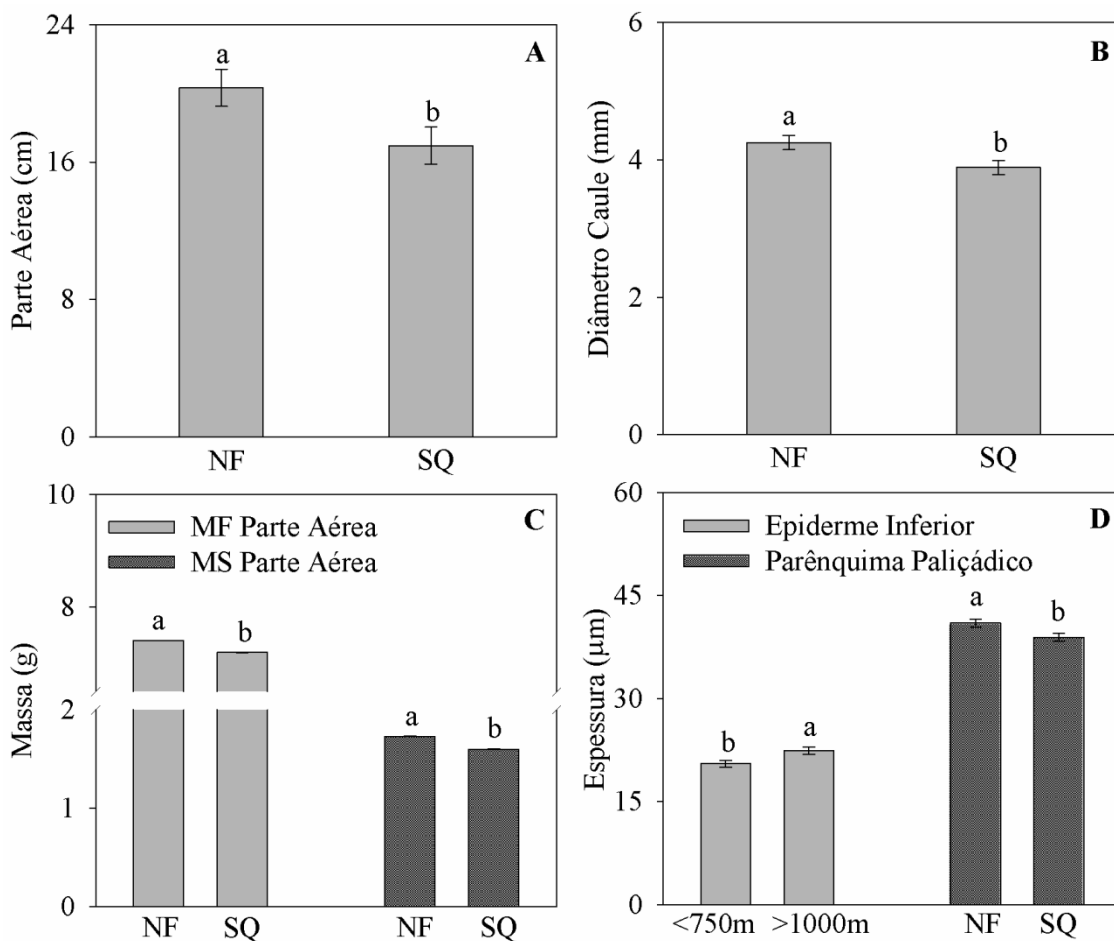 A
Parte Aérea (cm)
24
16
8
0
a
b
NF
SQ
B
Diâmetro Caule (mm)
6
4
2
0
a
b
NF
SQ
C
Massa (g)
10
8
2
1
0
MF Parte Aérea
MS Parte Aérea
a
b
a
b
NF
SQ
NF
SQ
D
Espessura (μm)
60
45
30
15
0
Epiderme Inferior
Parênquima Paliçádico
b
a
a
b
<750m
>1000m
NF
SQ